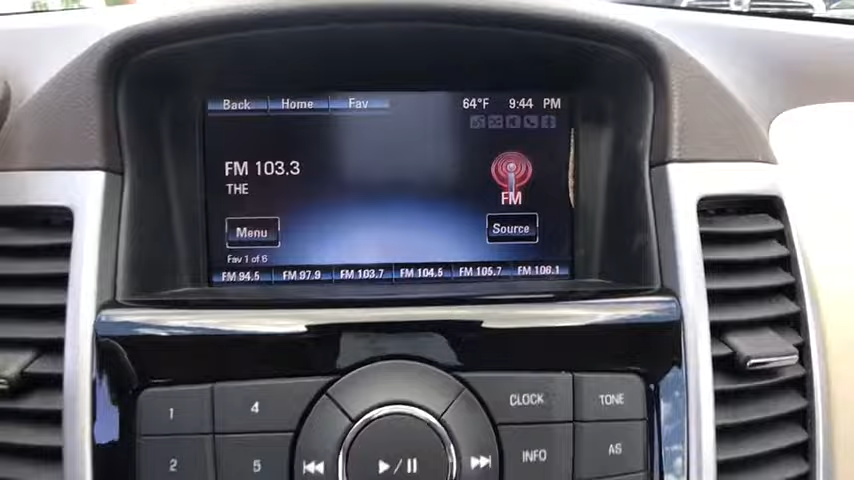 Back Home Fav 64°F 9:44 PM
FM 103.3
THE
FM
Menu Source
Fav 1 of 6
FM 94.5 FM 97.9 FM 103.7 FM 104.5 FM 105.7 FM 106.1
1 4 CLOCK TONE
2 5 INFO AS